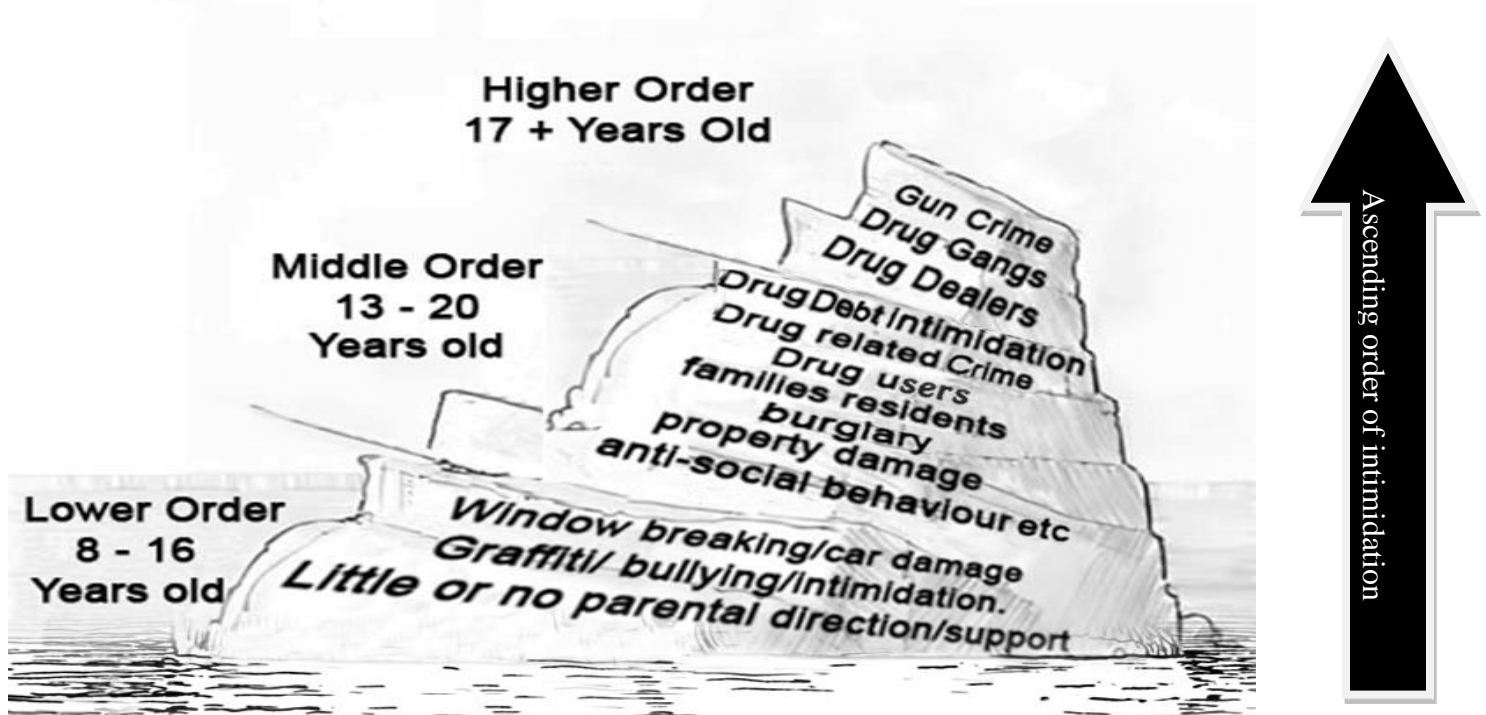 Higher Order
17 + Years Old
Gun Crime
Drug Gangs
Drug Dealers
Middle Order
13 - 20
Years old
Drug Debt Intimidation
Drug related Crime
Drug users
families residents
burglary
property damage
anti-social behaviour etc
Lower Order
8 - 16
Years old
Window breaking/car damage
Graffiti/ bullying/intimidation.
Little or no parental direction/support
Ascending order of intimidation